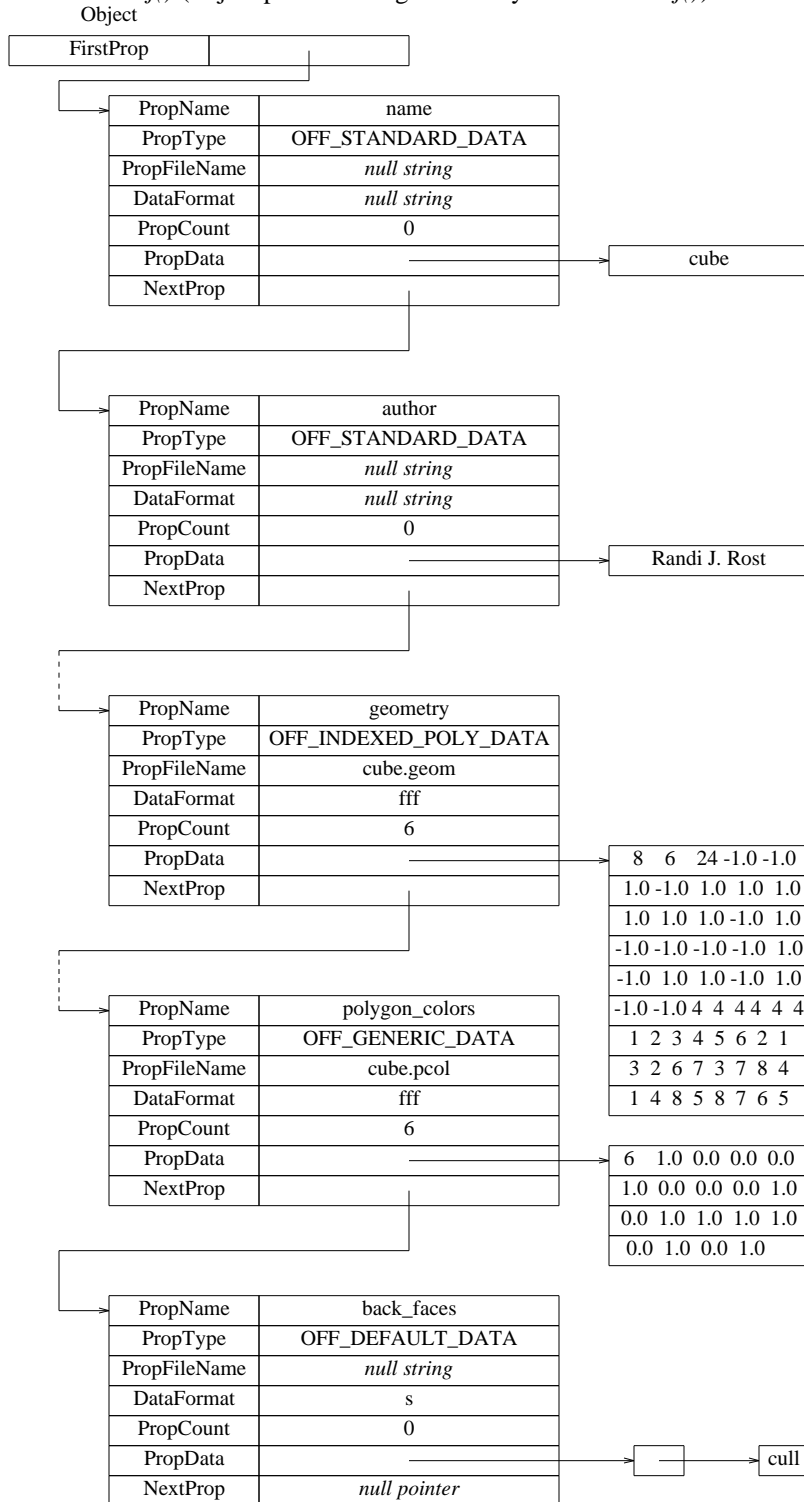 Object
FirstProp
PropName name
PropType OFF_STANDARD_DATA
PropFileName null string
DataFormat null string
PropCount 0
PropData cube
NextProp
PropName author
PropType OFF_STANDARD_DATA
PropFileName null string
DataFormat null string
PropCount 0
PropData Randi J. Rost
NextProp
PropName geometry
PropType OFF_INDEXED_POLY_DATA
PropFileName cube.geom
DataFormat fff
PropCount 6
PropData 8 6 24 -1.0 -1.0
NextProp 1.0 -1.0 1.0 1.0 1.0
1.0 1.0 1.0 -1.0 1.0
-1.0 -1.0 -1.0 -1.0 1.0
-1.0 1.0 1.0 -1.0 1.0
PropName polygon_colors -1.0 -1.0 4 4 4 4 4 4
PropType OFF_GENERIC_DATA 1 2 3 4 5 6 2 1
PropFileName cube.pcol 3 2 6 7 3 7 8 4
DataFormat fff 1 4 8 5 8 7 6 5
PropCount 6
PropData 6 1.0 0.0 0.0 0.0
NextProp 1.0 0.0 0.0 0.0 1.0
0.0 1.0 1.0 1.0 1.0
0.0 1.0 0.0 1.0
PropName back_faces
PropType OFF_DEFAULT_DATA
PropFileName null string
DataFormat s
PropCount 0
PropData cull
NextProp null pointer